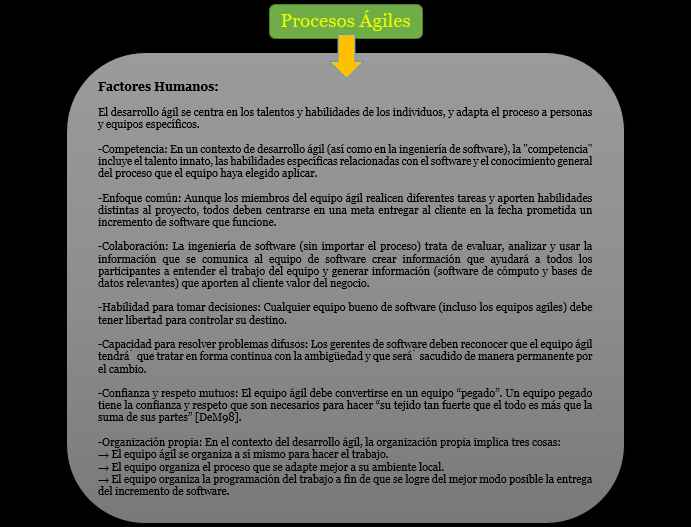 Procesos Ágiles
Factores Humanos:
El desarrollo ágil se centra en los talentos y habilidades de los individuos, y adapta el proceso a personas
y equipos específicos.
-Competencia: En un contexto de desarrollo ágil (así como en la ingeniería de software), la "competencia"
incluye el talento innato, las habilidades específicas relacionadas con el software y el conocimiento general
del proceso que el equipo haya elegido aplicar.
-Enfoque común: Aunque los miembros del equipo ágil realicen diferentes tareas y aporten habilidades
distintas al proyecto, todos deben centrarse en una meta entregar al cliente en la fecha prometida un
incremento de software que funcione.
-Colaboración: La ingeniería de software (sin importar el proceso) trata de evaluar, analizar y usar la
información que se comunica al equipo de software crear información que ayudará a todos los
participantes a entender el trabajo del equipo y generar información (software de cómputo y bases de
datos relevantes) que aporten al cliente valor del negocio.
-Habilidad para tomar decisiones: Cualquier equipo bueno de software (incluso los equipos agiles) debe
tener libertad para controlar su destino.
-Capacidad para resolver problemas difusos: Los gerentes de software deben reconocer que el equipo ágil
tendrá´ que tratar en forma continua con la ambigüedad y que será´ sacudido de manera permanente por
el cambio.
-Confianza y respeto mutuos: El equipo ágil debe convertirse en un equipo “pegado”. Un equipo pegado
tiene la confianza y respeto que son necesarios para hacer “su tejido tan fuerte que el todo es más que la
suma de sus partes” [DeM98].
-Organización propia: En el contexto del desarrollo ágil, la organización propia implica tres cosas:
→ El equipo ágil se organiza a sí mismo para hacer el trabajo.
→ El equipo organiza el proceso que se adapte mejor a su ambiente local.
→ El equipo organiza la programación del trabajo a fin de que se logre del mejor modo posible la entrega
del incremento de software.